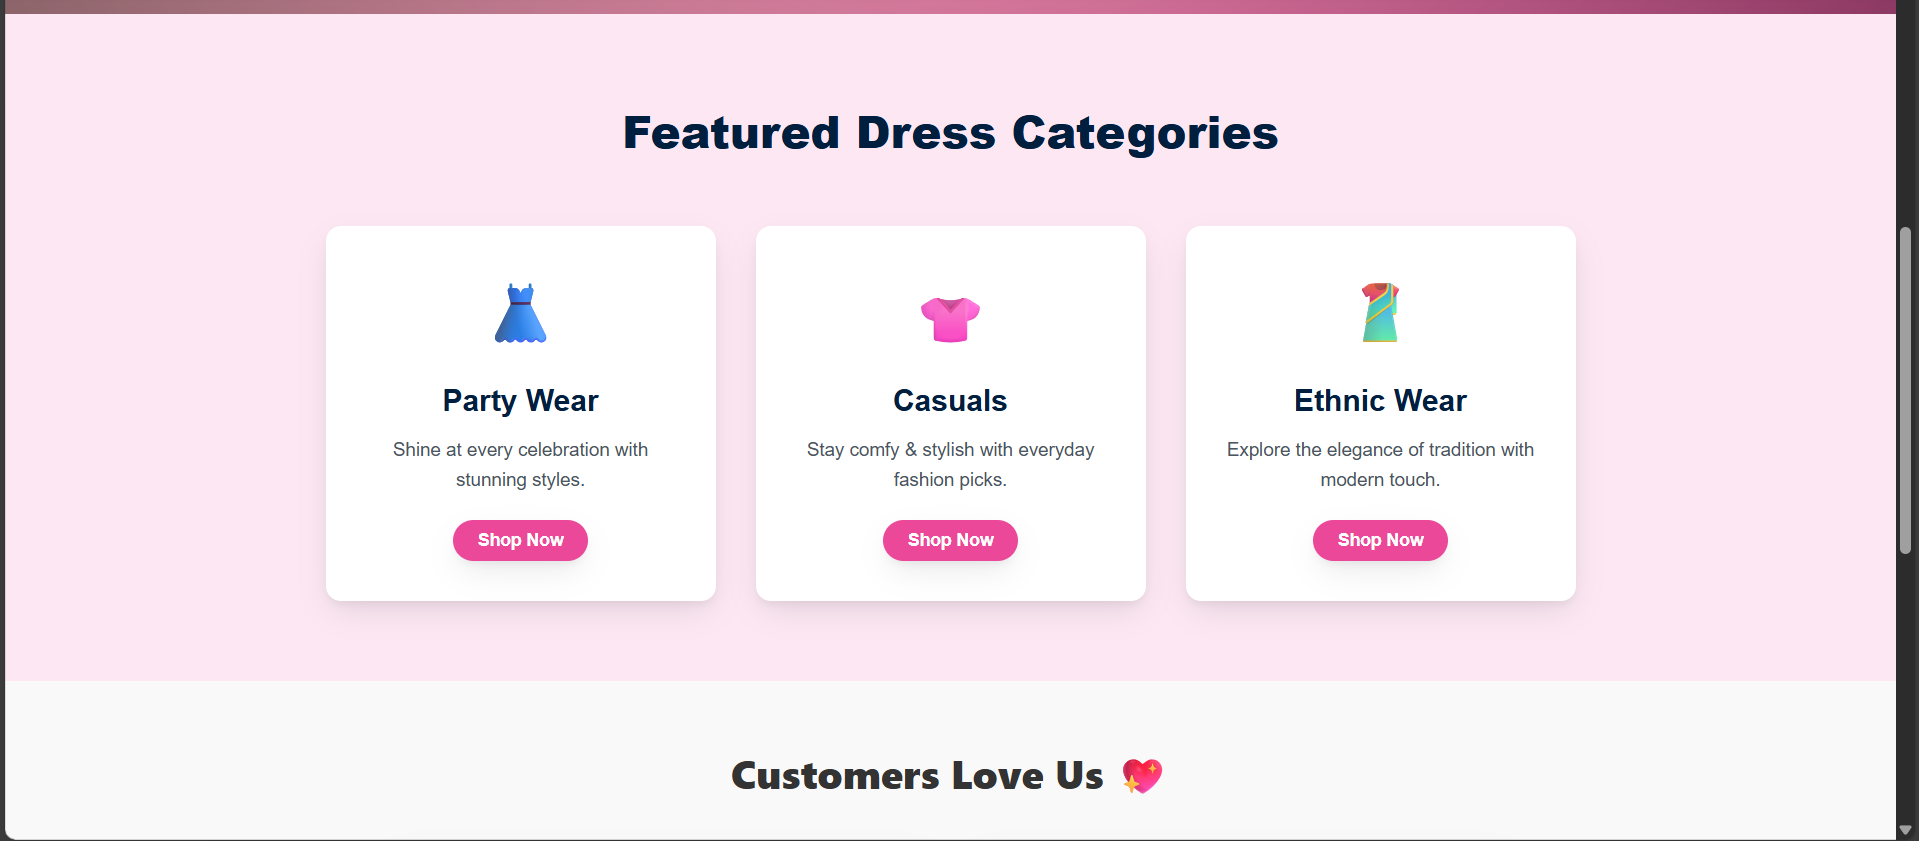 Featured Dress Categories
Party Wear
Shine at every celebration with
stunning styles.
Shop Now
Casuals
Stay comfy & stylish with everyday
fashion picks.
Shop Now
Ethnic Wear
Explore the elegance of tradition with
modern touch.
Shop Now
Customers Love Us 💖